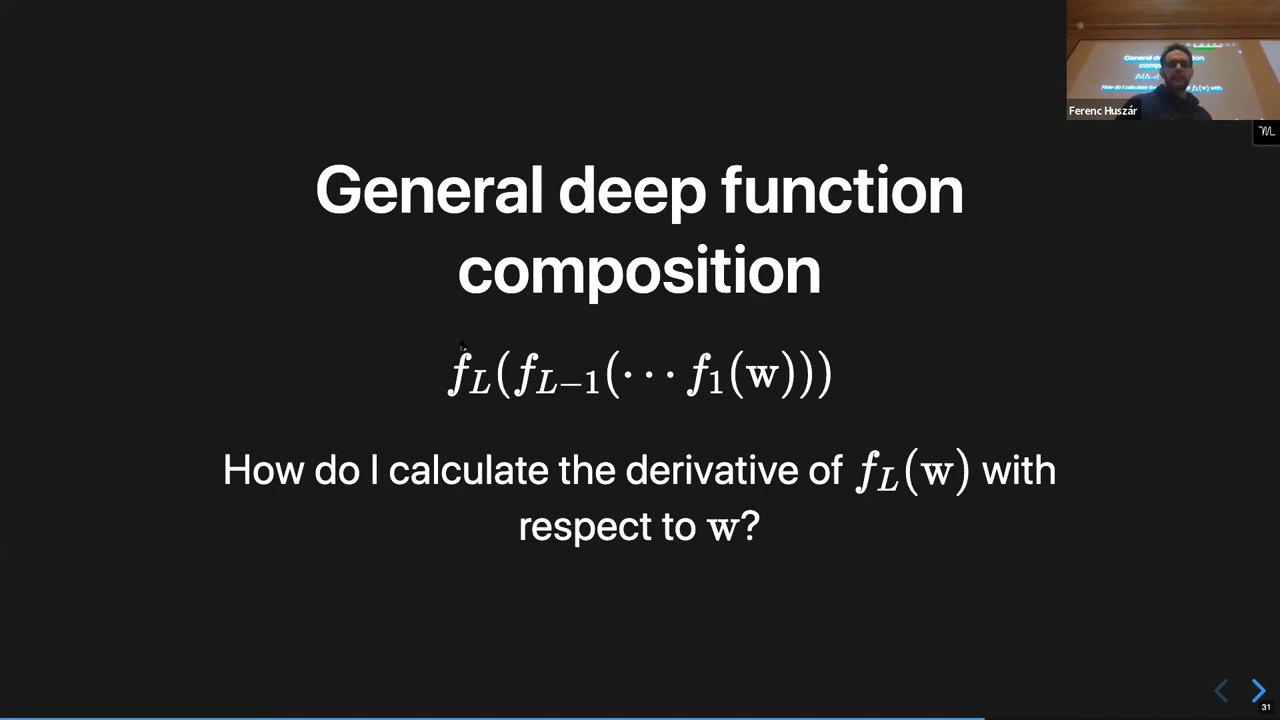 General deep function
composition
f_L(f_{L−1}(⋯ f_1(w)))
How do I calculate the derivative of f_L(w) with
respect to w?
Ferenc Huszár
31